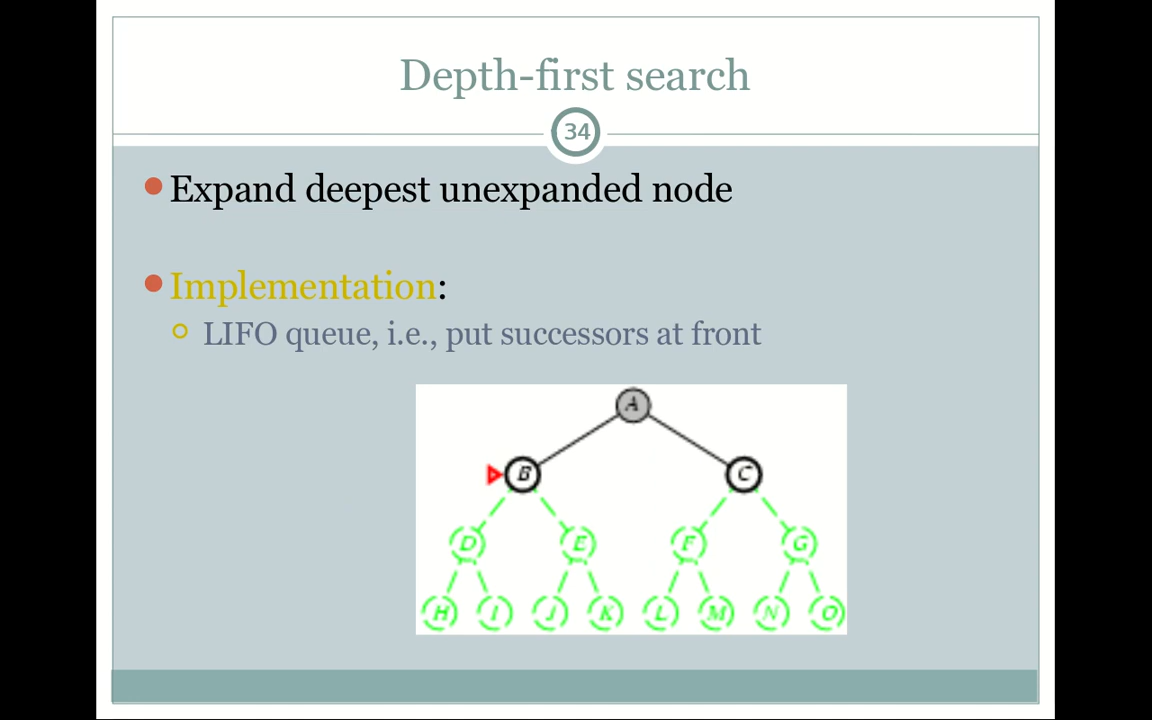 Depth-first search
34
Expand deepest unexpanded node
Implementation:
LIFO queue, i.e., put successors at front
A
B C
D E F G
H I J K L M N O